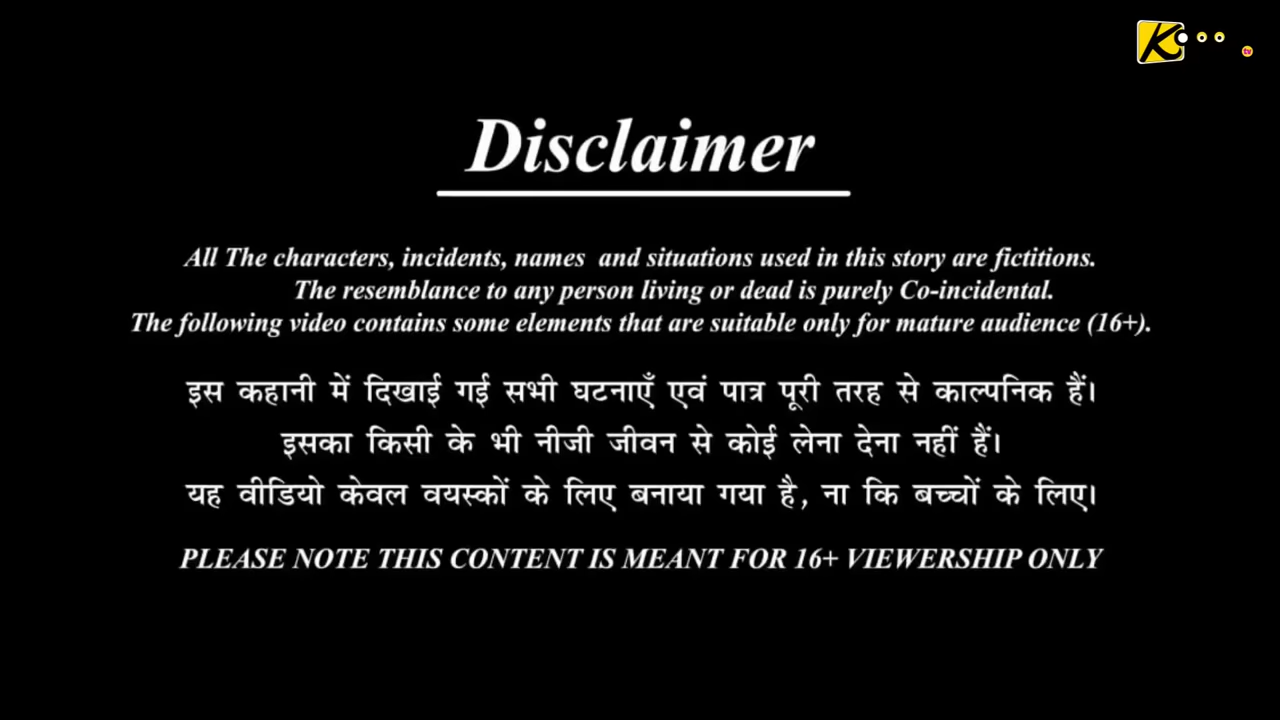 K
tv
Disclaimer
All The characters, incidents, names and situations used in this story are fictitions.
The resemblance to any person living or dead is purely Co-incidental.
The following video contains some elements that are suitable only for mature audience (16+).
इस कहानी में दिखाई गई सभी घटनाएँ एवं पात्र पूरी तरह से काल्पनिक हैं।
इसका किसी के भी नीजी जीवन से कोई लेना देना नहीं हैं।
यह वीडियो केवल वयस्कों के लिए बनाया गया है, ना कि बच्चों के लिए।
PLEASE NOTE THIS CONTENT IS MEANT FOR 16+ VIEWERSHIP ONLY